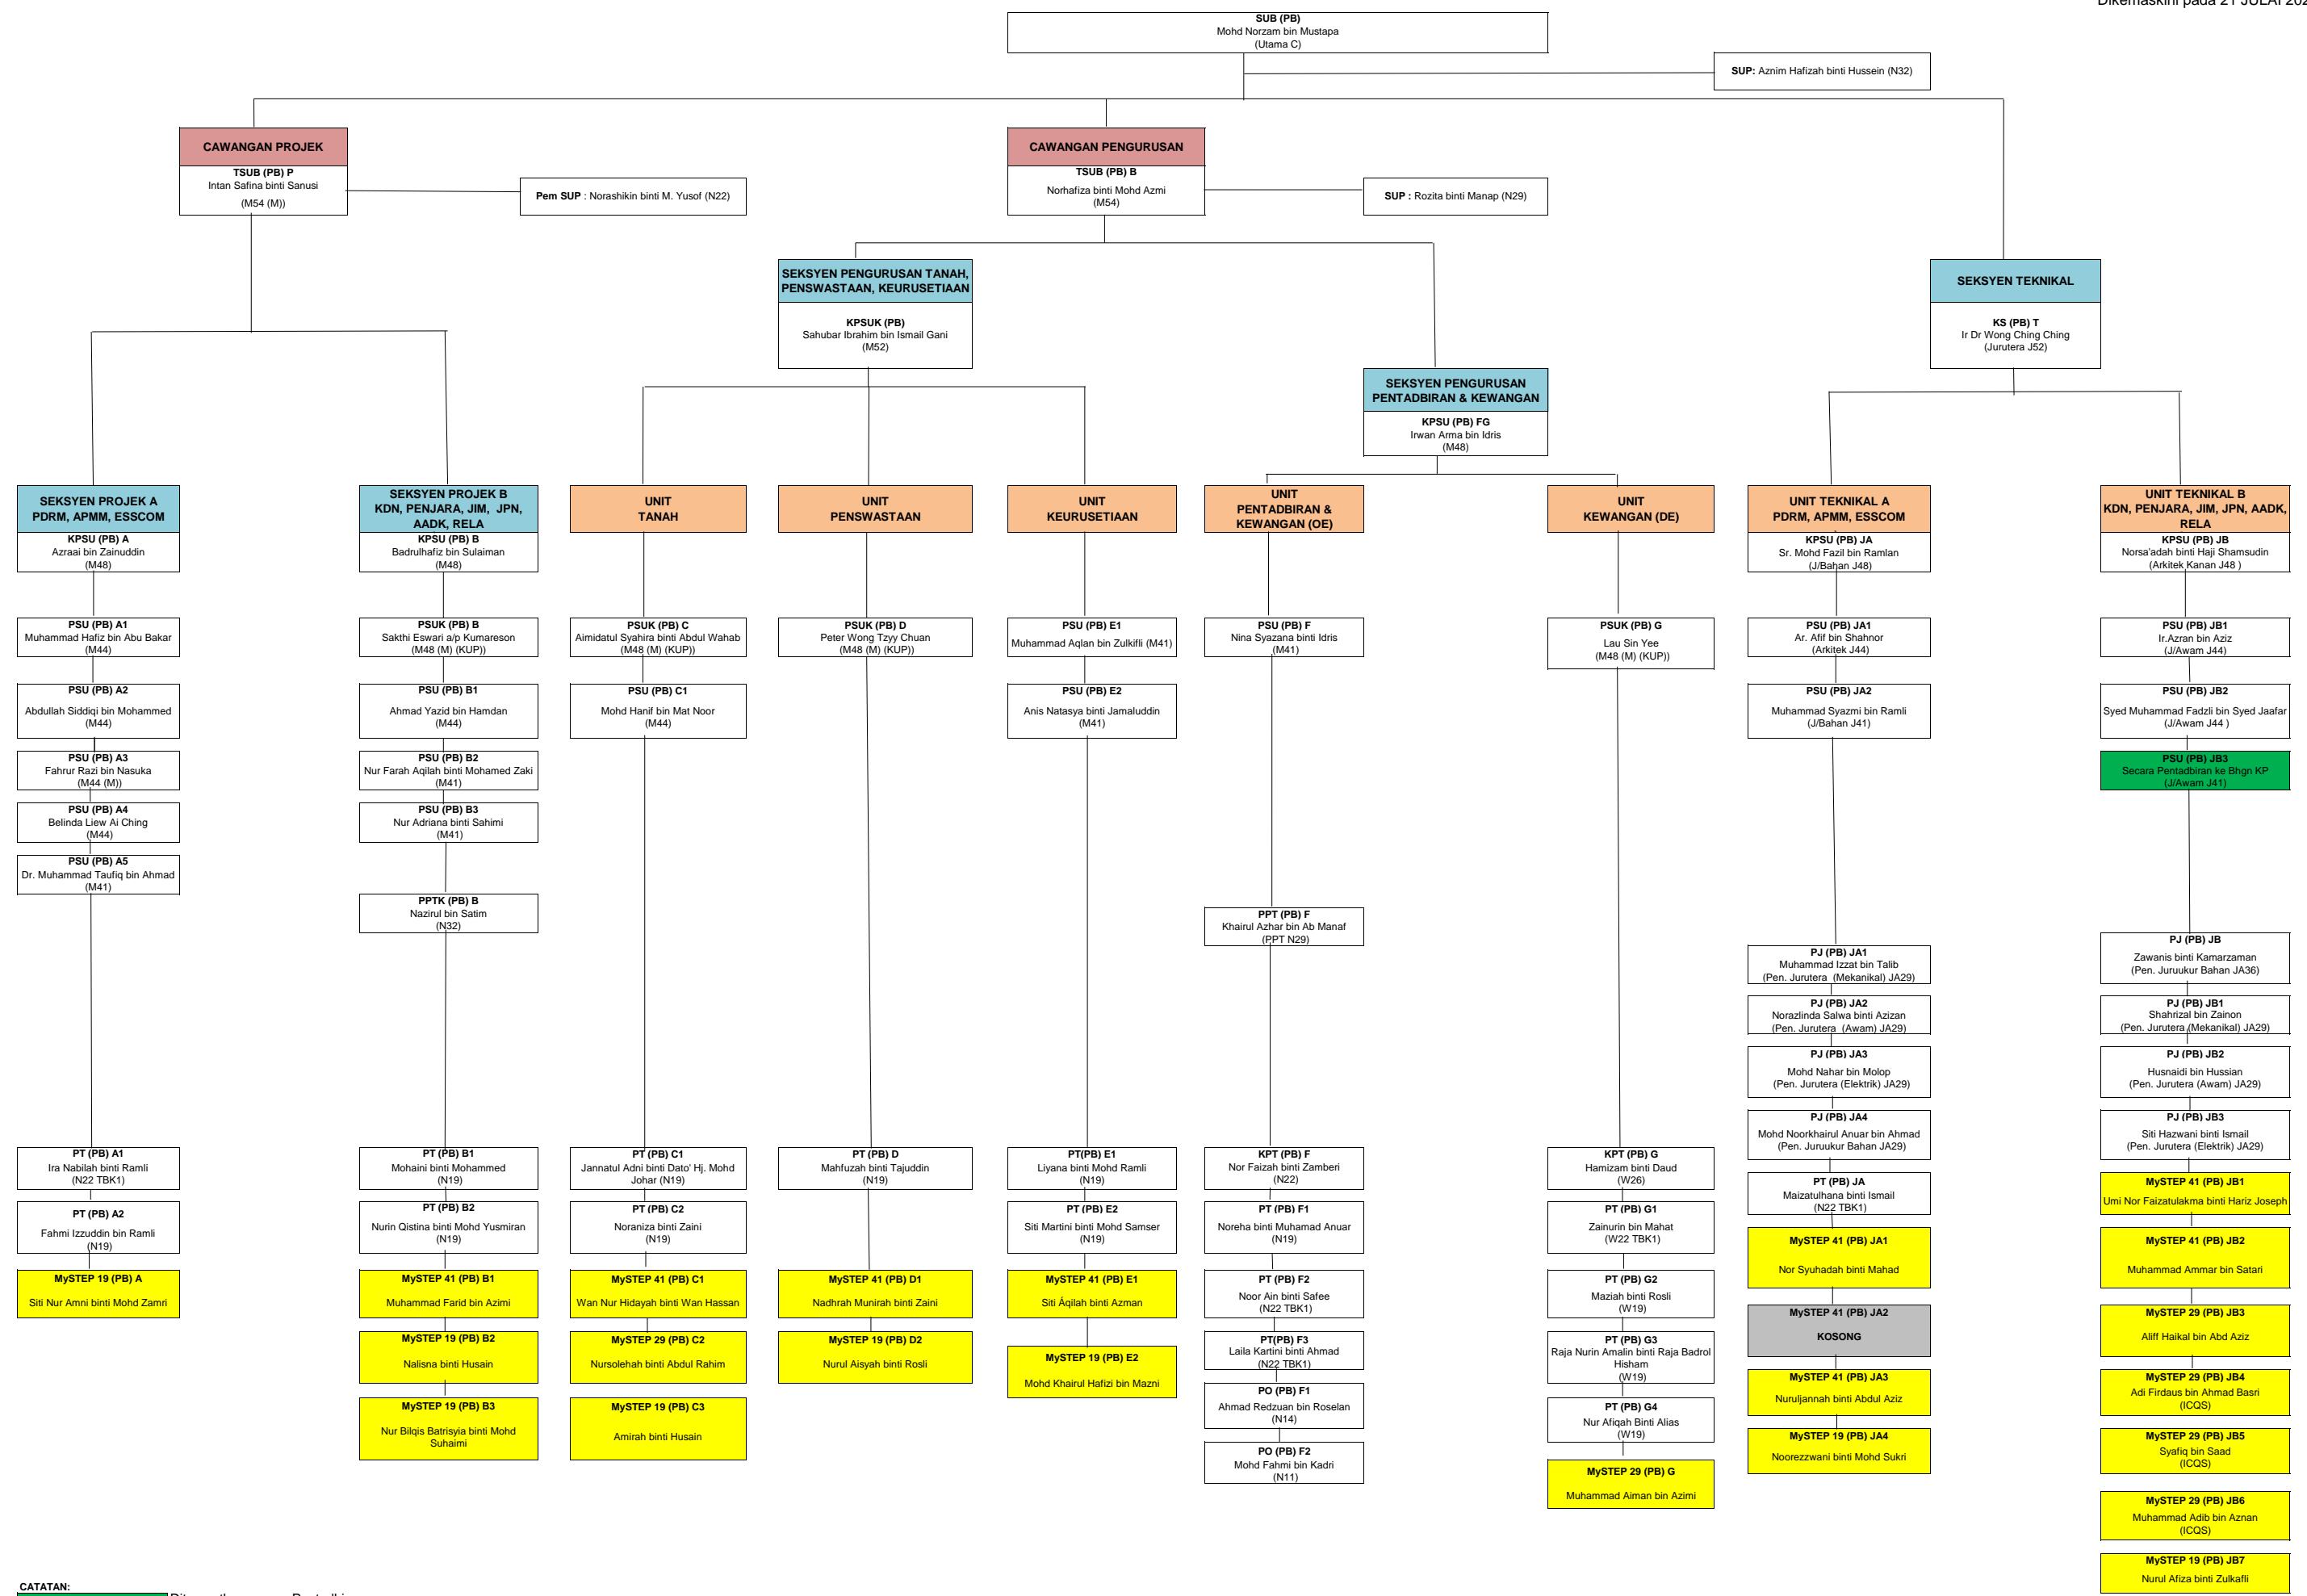 Dikemaskini pada 21 JULAI
SUB (PB)
Mohd Norzam bin Mustapa
(Utama C)
SUP: Aznim Hafizah binti Hussein (N32)
CAWANGAN PROJEK
TSUB (PB) P
Intan Safina binti Sanusi
(M54 (M))
Pem SUP : Norashikin binti M. Yusof (N22)
CAWANGAN PENGURUSAN
TSUB (PB) B
Norhafiza binti Mohd Azmi
(M54)
SUP : Rozita binti Manap (N29)
SEKSYEN PENGURUSAN TANAH,
PENSWASTAAN, KEURUSETIAAN
KPSUK (PB)
Sahubar Ibrahim bin Ismail Gani
(M52)
SEKSYEN TEKNIKAL
KS (PB) T
Ir Dr Wong Ching Ching
(Jurutera J52)
SEKSYEN PENGURUSAN
PENTADBIRAN & KEWANGAN
KPSU (PB) FG
Irwan Arma bin Idris
(M48)
SEKSYEN PROJEK A
PDRM, APMM, ESSCOM
KPSU (PB) A
Azraai bin Zainuddin
(M48)
PSU (PB) A1
Muhammad Hafiz bin Abu Bakar
(M44)
PSU (PB) A2
Abdullah Siddiqi bin Mohammed
(M44)
PSU (PB) A3
Fahrur Razi bin Nasuka
(M44 (M))
PSU (PB) A4
Belinda Liew Ai Ching
(M44)
PSU (PB) A5
Dr. Muhammad Taufiq bin Ahmad
(M41)
PT (PB) A1
Ira Nabilah binti Ramli
(N22 TBK1)
PT (PB) A2
Fahmi Izzuddin bin Ramli
(N19)
MySTEP 19 (PB) A
Siti Nur Amni binti Mohd Zamri
SEKSYEN PROJEK B
KDN, PENJARA, JIM, JPN,
AADK, RELA
KPSU (PB) B
Badrulhafiz bin Sulaiman
(M48)
PSUK (PB) B
Sakthi Eswari a/p Kumareson
(M48 (M) (KUP))
PSU (PB) B1
Ahmad Yazid bin Hamdan
(M44)
PSU (PB) B2
Nur Farah Aqilah binti Mohamed Zaki
(M41)
PSU (PB) B3
Nur Adriana binti Sahimi
(M41)
PPTK (PB) B
Nazirul bin Satim
(N32)
PT (PB) B1
Mohaini binti Mohammed
(N19)
PT (PB) B2
Nurin Qistina binti Mohd Yusmiran
(N19)
MySTEP 41 (PB) B1
Muhammad Farid bin Azimi
MySTEP 19 (PB) B2
Nalisna binti Husain
MySTEP 19 (PB) B3
Nur Bilqis Batrisyia binti Mohd
Suhaimi
UNIT
TANAH
PSUK (PB) C
Aimidatul Syahira binti Abdul Wahab
(M48 (M) (KUP))
PSU (PB) C1
Mohd Hanif bin Mat Noor
(M44)
PT (PB) C1
Jannatul Adni binti Dato' Hj. Mohd
Johar (N19)
PT (PB) C2
Noraniza binti Zaini
(N19)
MySTEP 41 (PB) C1
Wan Nur Hidayah binti Wan Hassan
MySTEP 29 (PB) C2
Nursolehah binti Abdul Rahim
MySTEP 19 (PB) C3
Amirah binti Husain
UNIT
PENSWASTAAN
PSUK (PB) D
Peter Wong Tzyy Chuan
(M48 (M) (KUP))
PT (PB) D
Mahfuzah binti Tajuddin
(N19)
MySTEP 41 (PB) D1
Nadhrah Munirah binti Zaini
MySTEP 19 (PB) D2
Nurul Aisyah binti Rosli
UNIT
KEURUSETIAAN
PSU (PB) E1
Muhammad Aqlan bin Zulkifli (M41)
PSU (PB) E2
Anis Natasya binti Jamaluddin
(M41)
PT(PB) E1
Liyana binti Mohd Ramli
(N19)
PT (PB) E2
Siti Martini binti Mohd Samser
(N19)
MySTEP 41 (PB) E1
Siti Áqilah binti Azman
MySTEP 19 (PB) E2
Mohd Khairul Hafizi bin Mazni
UNIT
PENTADBIRAN &
KEWANGAN (OE)
PSU (PB) F
Nina Syazana binti Idris
(M41)
PPT (PB) F
Khairul Azhar bin Ab Manaf
(PPT N29)
KPT (PB) F
Nor Faizah binti Zamberi
(N22)
PT (PB) F1
Noreha binti Muhamad Anuar
(N19)
PT (PB) F2
Noor Ain binti Safee
(N22 TBK1)
PT(PB) F3
Laila Kartini binti Ahmad
(N22 TBK1)
PO (PB) F1
Ahmad Redzuan bin Roselan
(N14)
PO (PB) F2
Mohd Fahmi bin Kadri
(N11)
UNIT
KEWANGAN (DE)
PSUK (PB) G
Lau Sin Yee
(M48 (M) (KUP))
KPT (PB) G
Hamizam binti Daud
(W26)
PT (PB) G1
Zainurin bin Mahat
(W22 TBK1)
PT (PB) G2
Maziah binti Rosli
(W19)
PT (PB) G3
Raja Nurin Amalin binti Raja Badrol
Hisham
(W19)
PT (PB) G4
Nur Afiqah Binti Alias
(W19)
MySTEP 29 (PB) G
Muhammad Aiman bin Azimi
UNIT TEKNIKAL A
PDRM, APMM, ESSCOM
KPSU (PB) JA
Sr. Mohd Fazil bin Ramlan
(J/Bahan J48)
PSU (PB) JA1
Ar. Afif bin Shahnor
(Arkitek J44)
PSU (PB) JA2
Muhammad Syazmi bin Ramli
(J/Bahan J41)
PJ (PB) JA1
Muhammad Izzat bin Talib
(Pen. Jurutera (Mekanikal) JA29)
PJ (PB) JA2
Norazlinda Salwa binti Azizan
(Pen. Jurutera (Awam) JA29)
PJ (PB) JA3
Mohd Nahar bin Molop
(Pen. Jurutera (Elektrik) JA29)
PJ (PB) JA4
Mohd Noorkhairul Anuar bin Ahmad
(Pen. Juruukur Bahan JA29)
PT (PB) JA
Maizatulhana binti Ismail
(N22 TBK1)
MySTEP 41 (PB) JA1
Nor Syuhadah binti Mahad
MySTEP 41 (PB) JA2
KOSONG
MySTEP 41 (PB) JA3
Nuruljannah binti Abdul Aziz
MySTEP 19 (PB) JA4
Noorezzwani binti Mohd Sukri
UNIT TEKNIKAL B
KDN, PENJARA, JIM, JPN, AADK,
RELA
KPSU (PB) JB
Norsa'adah binti Haji Shamsudin
(Arkitek Kanan J48 )
PSU (PB) JB1
Ir.Azran bin Aziz
(J/Awam J44)
PSU (PB) JB2
Syed Muhammad Fadzli bin Syed Jaafar
(J/Awam J44 )
PSU (PB) JB3
Secara Pentadbiran ke Bhgn KP
(J/Awam J41)
PJ (PB) JB
Zawanis binti Kamarzaman
(Pen. Juruukur Bahan JA36)
PJ (PB) JB1
Shahrizal bin Zainon
(Pen. Jurutera (Mekanikal) JA29)
PJ (PB) JB2
Husnaidi bin Hussian
(Pen. Jurutera (Awam) JA29)
PJ (PB) JB3
Siti Hazwani binti Ismail
(Pen. Jurutera (Elektrik) JA29)
MySTEP 41 (PB) JB1
Umi Nor Faizatulakma binti Hariz Joseph
MySTEP 41 (PB) JB2
Muhammad Ammar bin Satari
MySTEP 29 (PB) JB3
Aliff Haikal bin Abd Aziz
MySTEP 29 (PB) JB4
Adi Firdaus bin Ahmad Basri
(ICQS)
MySTEP 29 (PB) JB5
Syafiq bin Saad
(ICQS)
MySTEP 29 (PB) JB6
Muhammad Adib bin Aznan
(ICQS)
MySTEP 19 (PB) JB7
Nurul Afiza binti Zulkafli
CATATAN: